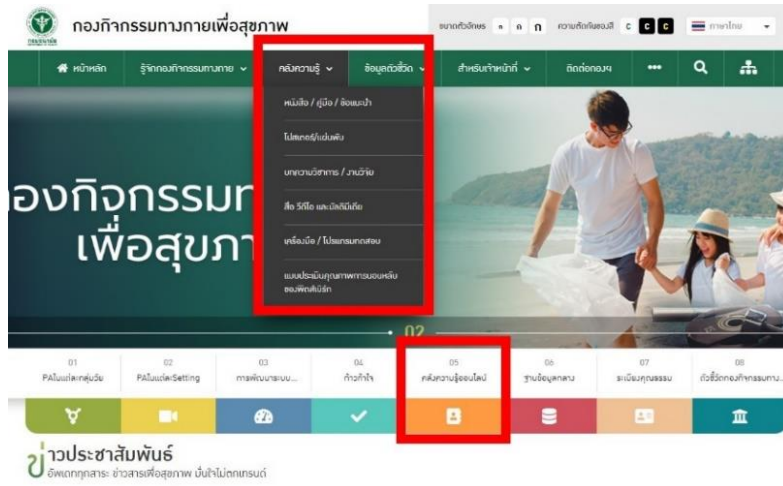 กองกิจกรรมทางกายเพื่อสุขภาพ
ขนาดตัวอักษร ก ก ก ความตัดกันของสี C C C ภาษาไทย
หน้าหลัก รู้จักกองกิจกรรมทางกาย คลังความรู้ ข้อมูลตัวชี้วัด สำหรับเจ้าหน้าที่ ติดต่อกองฯ
หนังสือ / คู่มือ / ข้อแนะนำ
โปสเตอร์/แผ่นพับ
บทความวิชาการ / งานวิจัย
สื่อ วีดีโอ และมัลติมีเดีย
เครื่องมือ / โปรแกรมทดสอบ
แบบประเมินคุณภาพการนอนหลับ
ของพิตส์เบิร์ก
องกิจกรรมท
เพื่อสุขภา
02
01 02 03 04 05 06 07 08
PAในแต่ละกลุ่มวัย PAในแต่ละSetting การพัฒนาระบบ... ก้าวท้าใจ คลังความรู้ออนไลน์ ฐานข้อมูลกลาง ระเบียงคุณธรรม ตัวชี้วัดกองกิจกรรมทาง..
ข่าวประชาสัมพันธ์
อัพเดททุกสาระ ข่าวสารเพื่อสุขภาพ มั่นใจไม่ตกเทรนด์